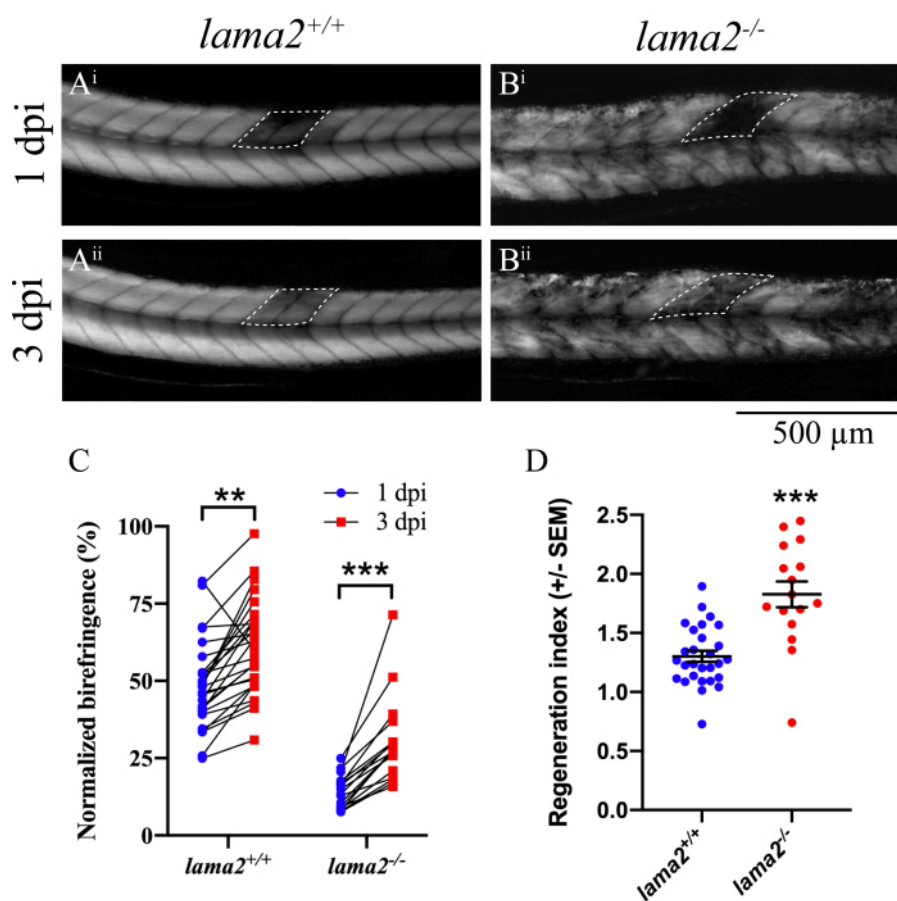 lama2+/+ lama2-/-
1 dpi
Ai Bi
3 dpi
Aii Bii
500 µm
C
** ***
1 dpi
3 dpi
Normalized birefringence (%)
100
75
50
25
0
lama2+/+ lama2-/-
D
***
Regeneration index (+/- SEM)
2.5
2.0
1.5
1.0
0.5
0.0
lama2+/+ lama2-/-